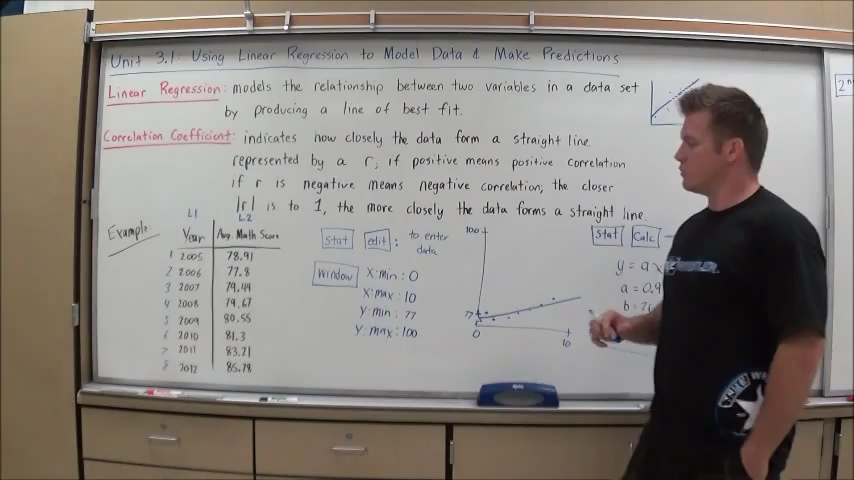 Unit 3.1: Using Linear Regression to Model Data & Make Predictions
Linear Regression: models the relationship between two variables in a data set
by producing a line of best fit.
Correlation Coefficient: indicates how closely the data form a straight line.
represented by a r, if positive means positive correlation
if r is negative means negative correlation; the closer
|r| is to 1, the more closely the data forms a straight line.
Example:
L1 L2
Year Avg. Math Score
1 2005 78.91
2 2006 77.8
3 2007 79.49
4 2008 79.67
5 2009 80.55
6 2010 81.3
7 2011 83.21
8 2012 85.78
Stat edit : to enter
data
Window X:min : 0
X:max : 10
Y:min : 77
Y:max : 100
100
77
0
10
Stat Calc →
y = ax
a = 0.9
b = 76
2